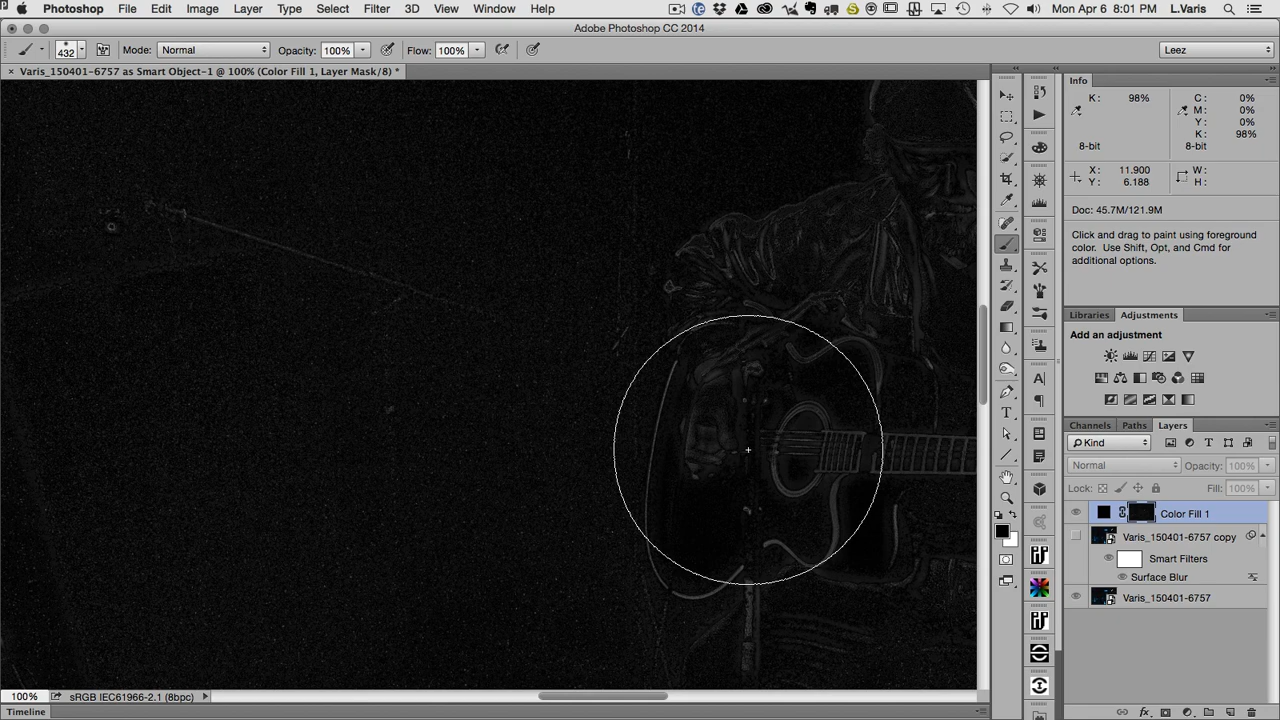 Photoshop File Edit Image Layer Type Select Filter 3D View Window Help Mon Apr 6 8:01 PM L.Varis
Adobe Photoshop CC 2014
432 Mode: Normal Opacity: 100% Flow: 100% Leez
× Varis_150401-6757 as Smart Object-1 @ 100% (Color Fill 1, Layer Mask/8) *
Info
K: 98% C: 0%
M: 0%
Y: 0%
K: 98%
8-bit 8-bit
X: 11.900 W:
Y: 6.188 H:
Doc: 45.7M/121.9M
Click and drag to paint using foreground
color. Use Shift, Opt, and Cmd for
additional options.
Libraries Adjustments
Add an adjustment
Channels Paths Layers
Kind
Normal Opacity: 100%
Lock: Fill: 100%
Color Fill 1
Varis_150401-6757 copy
Smart Filters
Surface Blur
Varis_150401-6757
100% sRGB IEC61966-2.1 (8bpc)
Timeline